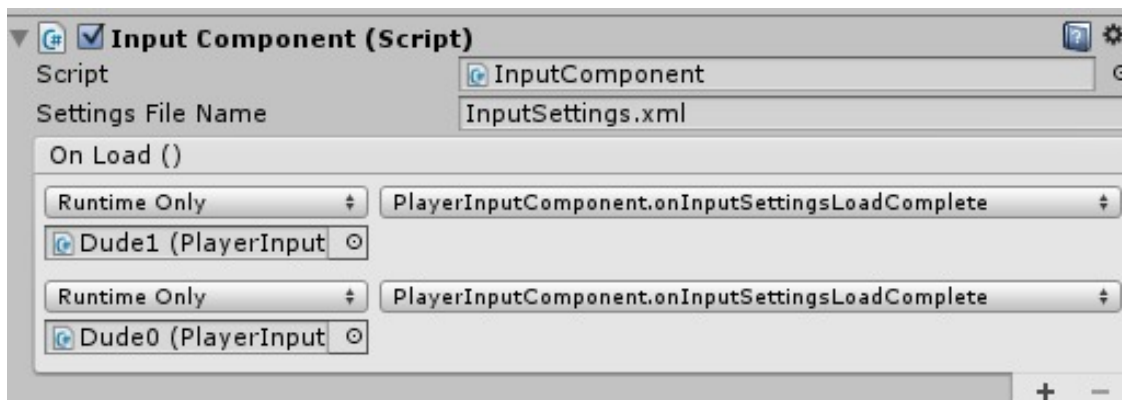 Input Component (Script)
Script InputComponent
Settings File Name InputSettings.xml
On Load ()
Runtime Only PlayerInputComponent.onInputSettingsLoadComplete
Dude1 (PlayerInput
Runtime Only PlayerInputComponent.onInputSettingsLoadComplete
Dude0 (PlayerInput